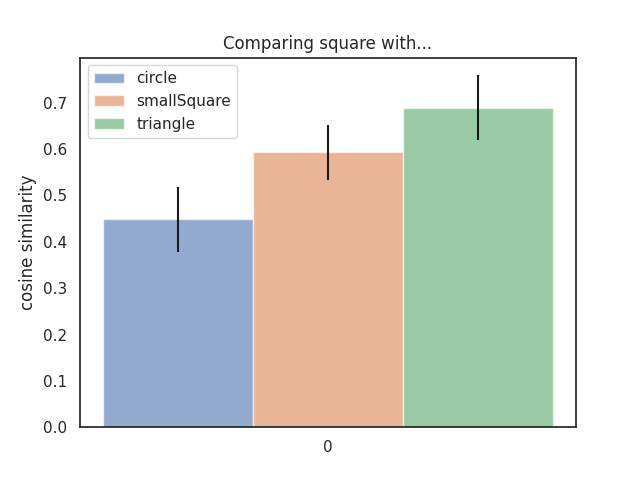 Comparing square with...
circle
smallSquare
triangle
cosine similarity
0.7
0.6
0.5
0.4
0.3
0.2
0.1
0.0
0